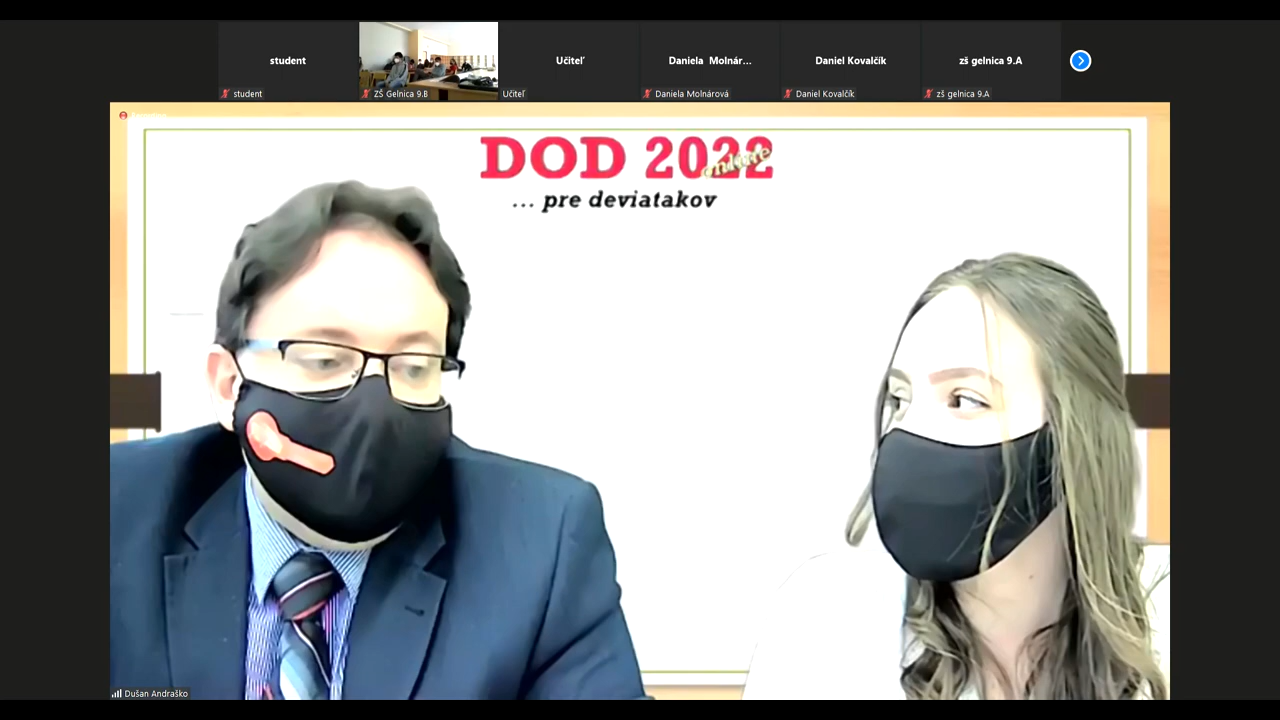 student
Učiteľ
Daniela Molnár...
Daniel Kovalčík
zš gelnica 9.A
student
ZŠ Gelnica 9.B
Učiteľ
Daniela Molnárová
Daniel Kovalčík
zš gelnica 9.A
DOD 2022
online
... pre deviatakov
Dušan Andraško